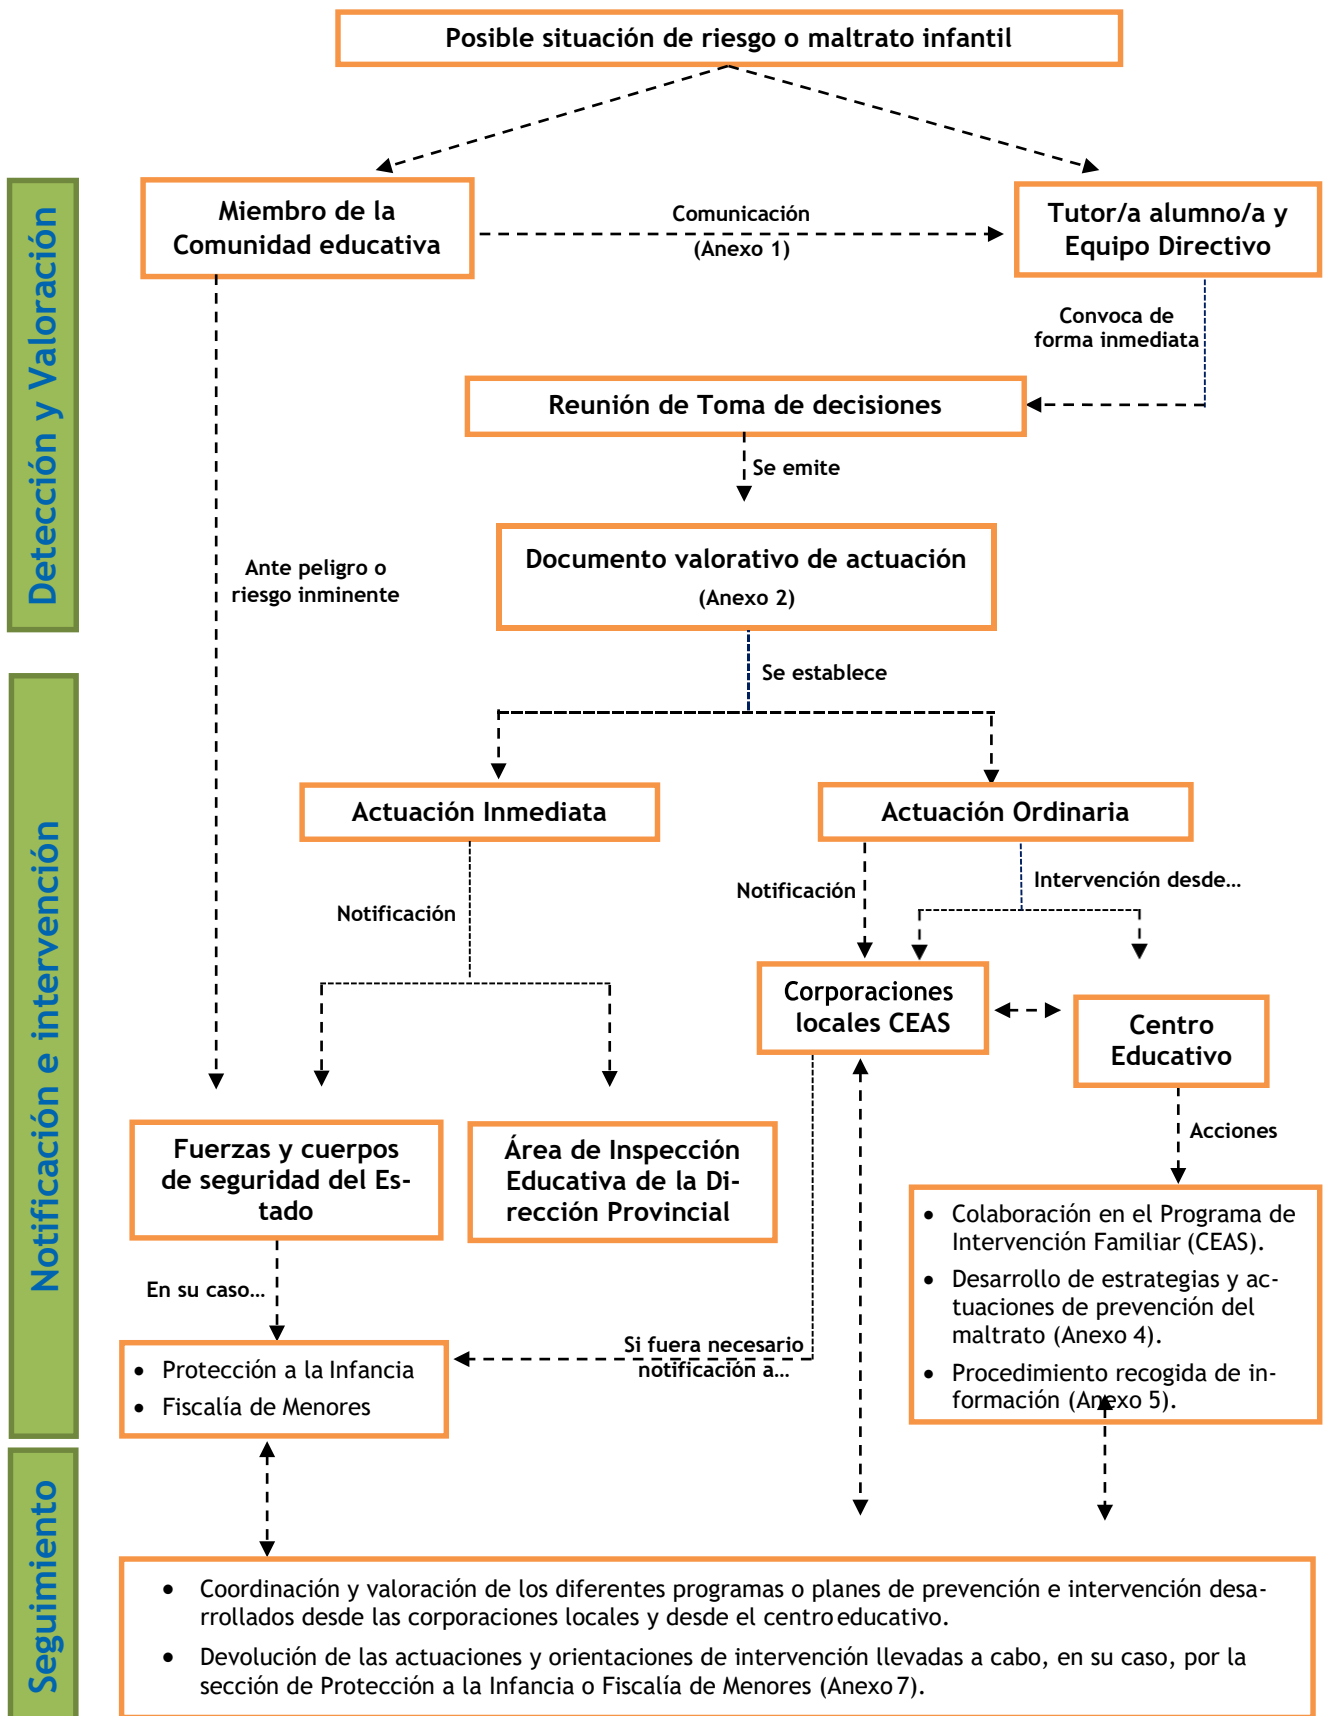 Posible situación de riesgo o maltrato infantil
Detección y Valoración
Miembro de la
Comunidad educativa
Comunicación
(Anexo 1)
Tutor/a alumno/a y
Equipo Directivo
Convoca de
forma inmediata
Reunión de Toma de decisiones
Se emite
Documento valorativo de actuación
(Anexo 2)
Ante peligro o
riesgo inminente
Se establece
Notificación e intervención
Actuación Inmediata
Actuación Ordinaria
Notificación
Notificación
Intervención desde…
Corporaciones
locales CEAS
Centro
Educativo
Acciones
Fuerzas y cuerpos
de seguridad del Es-
tado
Área de Inspección
Educativa de la Di-
rección Provincial
• Colaboración en el Programa de
Intervención Familiar (CEAS).
• Desarrollo de estrategias y ac-
tuaciones de prevención del
maltrato (Anexo 4).
• Procedimiento recogida de in-
formación (Anexo 5).
En su caso…
Si fuera necesario
notificación a…
• Protección a la Infancia
• Fiscalía de Menores
Seguimiento
• Coordinación y valoración de los diferentes programas o planes de prevención e intervención desa-
rrollados desde las corporaciones locales y desde el centro educativo.
• Devolución de las actuaciones y orientaciones de intervención llevadas a cabo, en su caso, por la
sección de Protección a la Infancia o Fiscalía de Menores (Anexo 7).